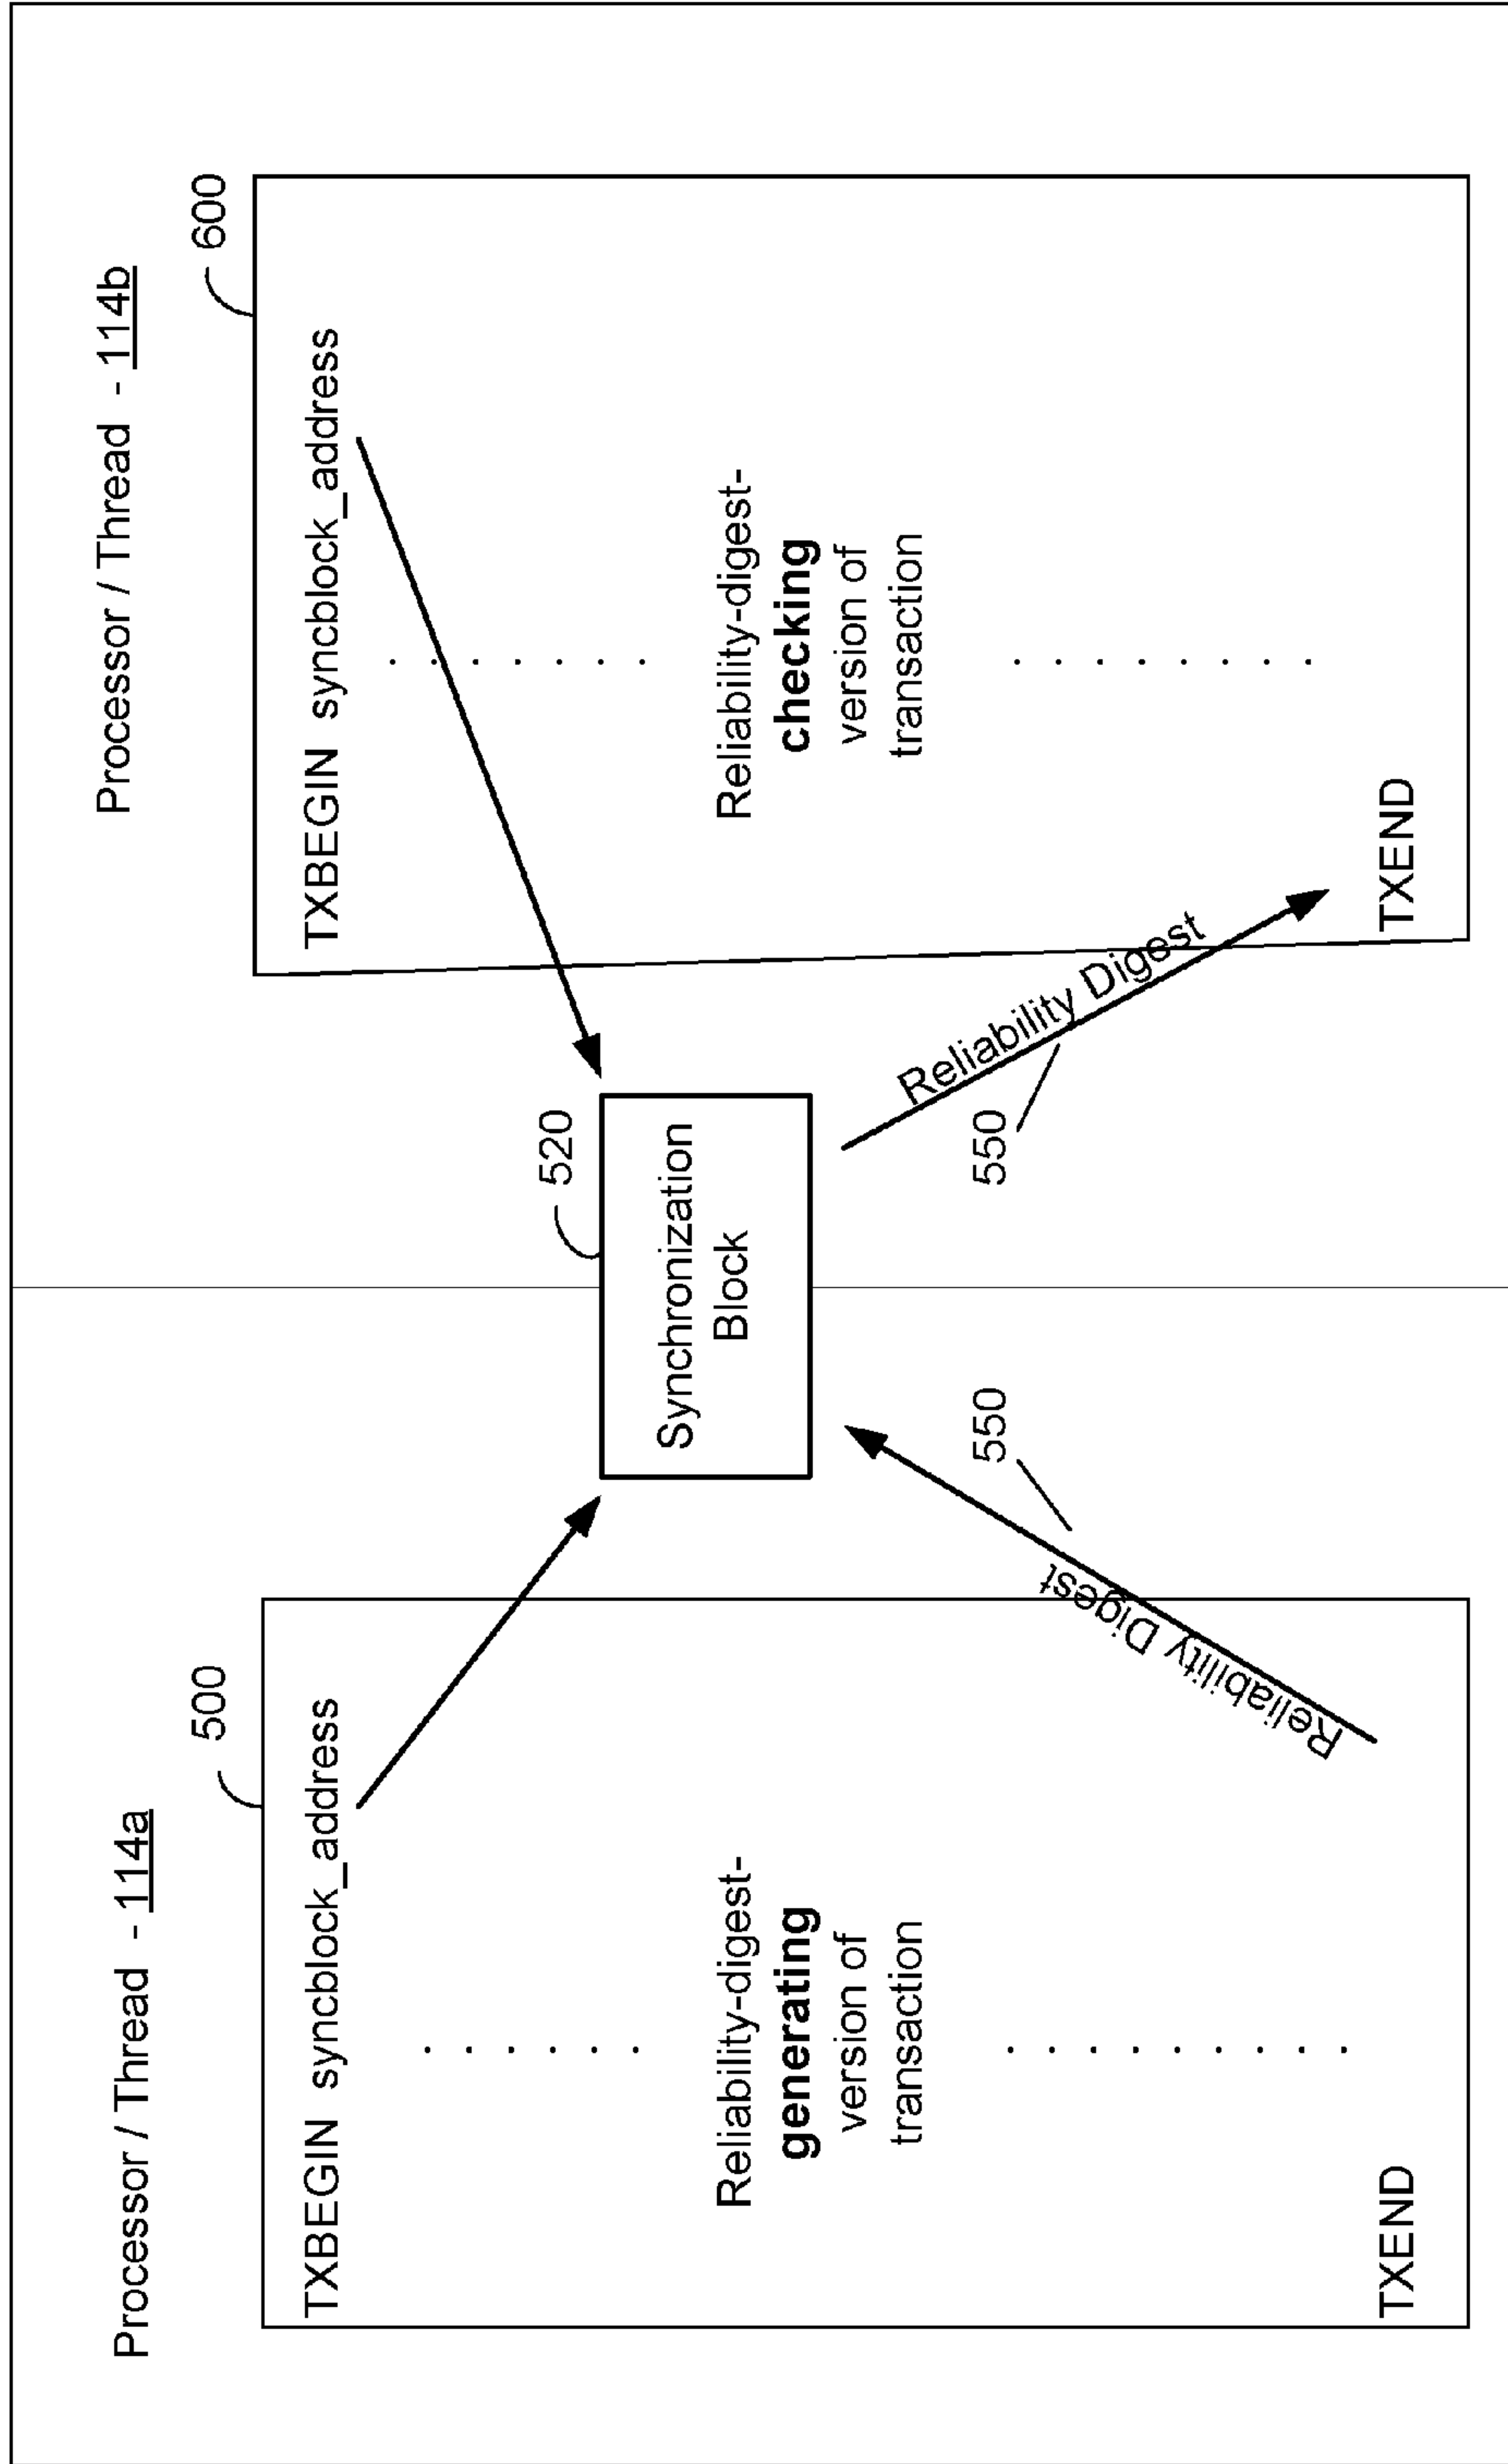 Processor / Thread - 114a
500
TXBEGIN syncblock_address
Reliability-digest-
generating
version of
transaction
TXEND
Reliability Digest
550
520
Synchronization
Block
Processor / Thread - 114b
600
TXBEGIN syncblock_address
Reliability-digest-
checking
version of
transaction
TXEND
Reliability Digest
550